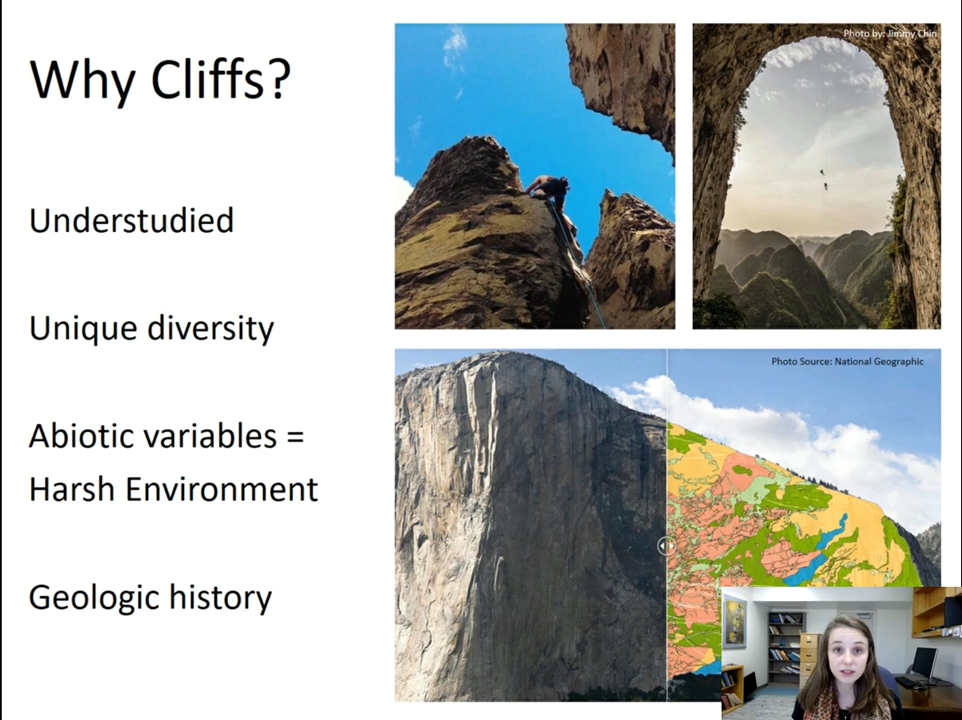 Why Cliffs?
Photo by: Jimmy Chin
Understudied
Unique diversity
Photo Source: National Geographic
Abiotic variables =
Harsh Environment
Geologic history